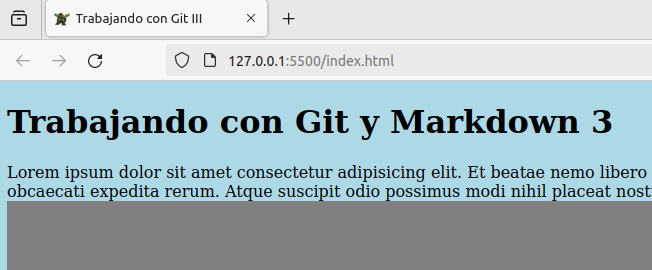 Trabajando con Git III
127.0.0.1:5500/index.html
Trabajando con Git y Markdown 3
Lorem ipsum dolor sit amet consectetur adipisicing elit. Et beatae nemo libero
obcaecati expedita rerum. Atque suscipit odio possimus modi nihil placeat